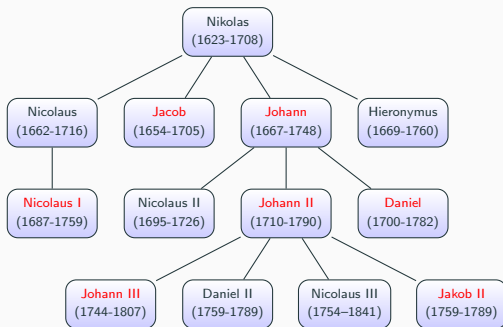 Nikolas
(1623-1708)
Nicolaus
(1662-1716)
Jacob
(1654-1705)
Johann
(1667-1748)
Hieronymus
(1669-1760)
Nicolaus I
(1687-1759)
Nicolaus II
(1695-1726)
Johann II
(1710-1790)
Daniel
(1700-1782)
Johann III
(1744-1807)
Daniel II
(1759-1789)
Nicolaus III
(1754–1841)
Jakob II
(1759-1789)